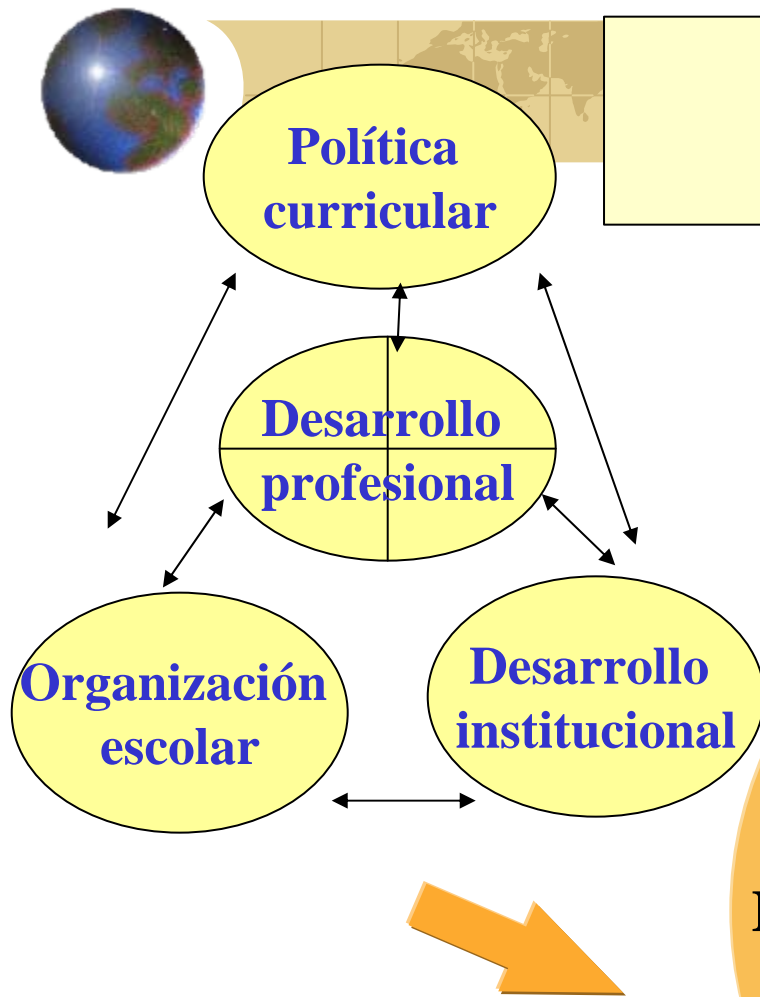 Política
curricular
Desarrollo
profesional
Organización
escolar
Desarrollo
institucional